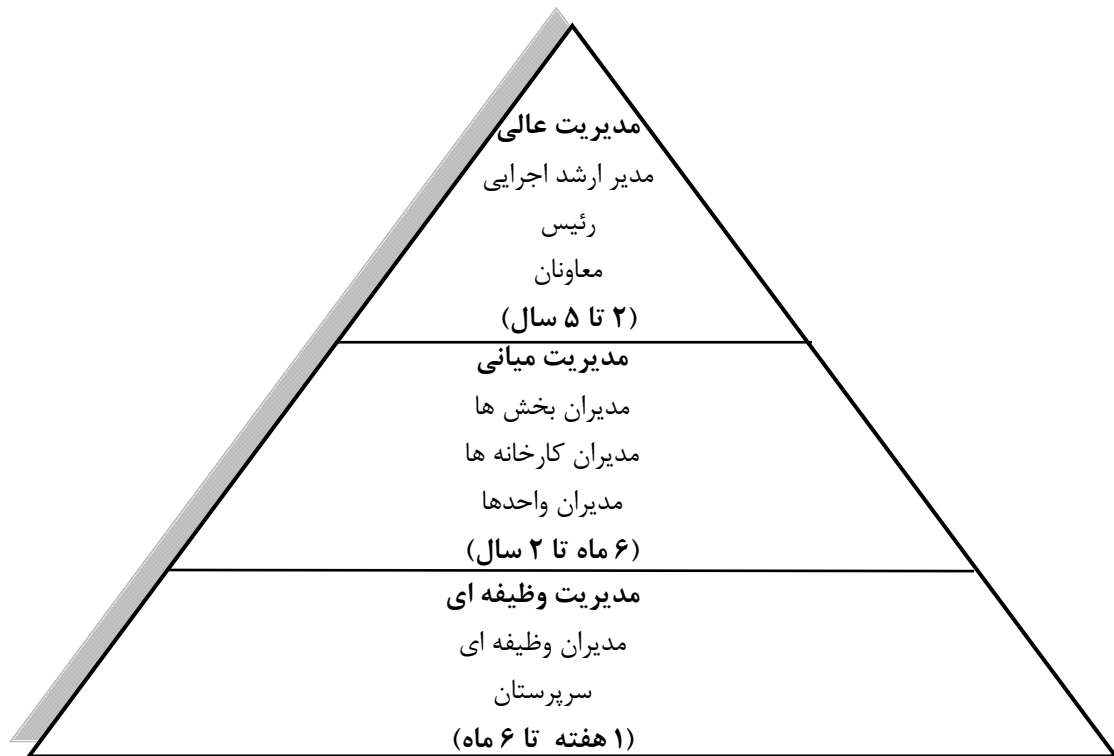 مدیریت عالی
مدیر ارشد اجرایی
رئیس
معاونان
(۲ تا ۵ سال)
مدیریت میانی
مدیران بخش ها
مدیران کارخانه ها
مدیران واحدها
(۶ ماه تا ۲ سال)
مدیریت وظیفه ای
مدیران وظیفه ای
سرپرستان
(۱ هفته تا ۶ ماه)